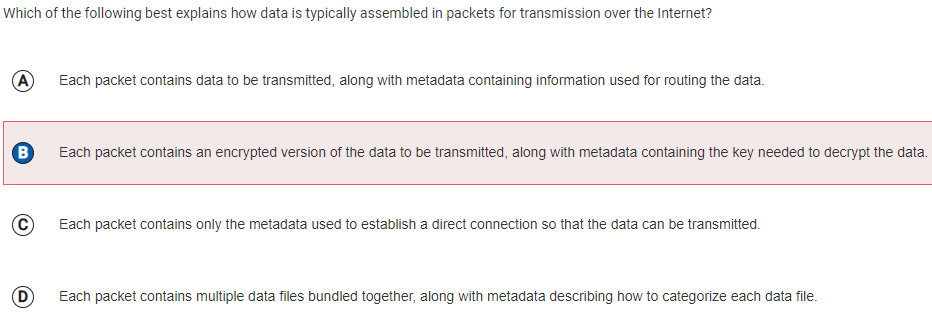 Which of the following best explains how data is typically assembled in packets for transmission over the Internet?
A Each packet contains data to be transmitted, along with metadata containing information used for routing the data.
B Each packet contains an encrypted version of the data to be transmitted, along with metadata containing the key needed to decrypt the data.
C Each packet contains only the metadata used to establish a direct connection so that the data can be transmitted.
D Each packet contains multiple data files bundled together, along with metadata describing how to categorize each data file.